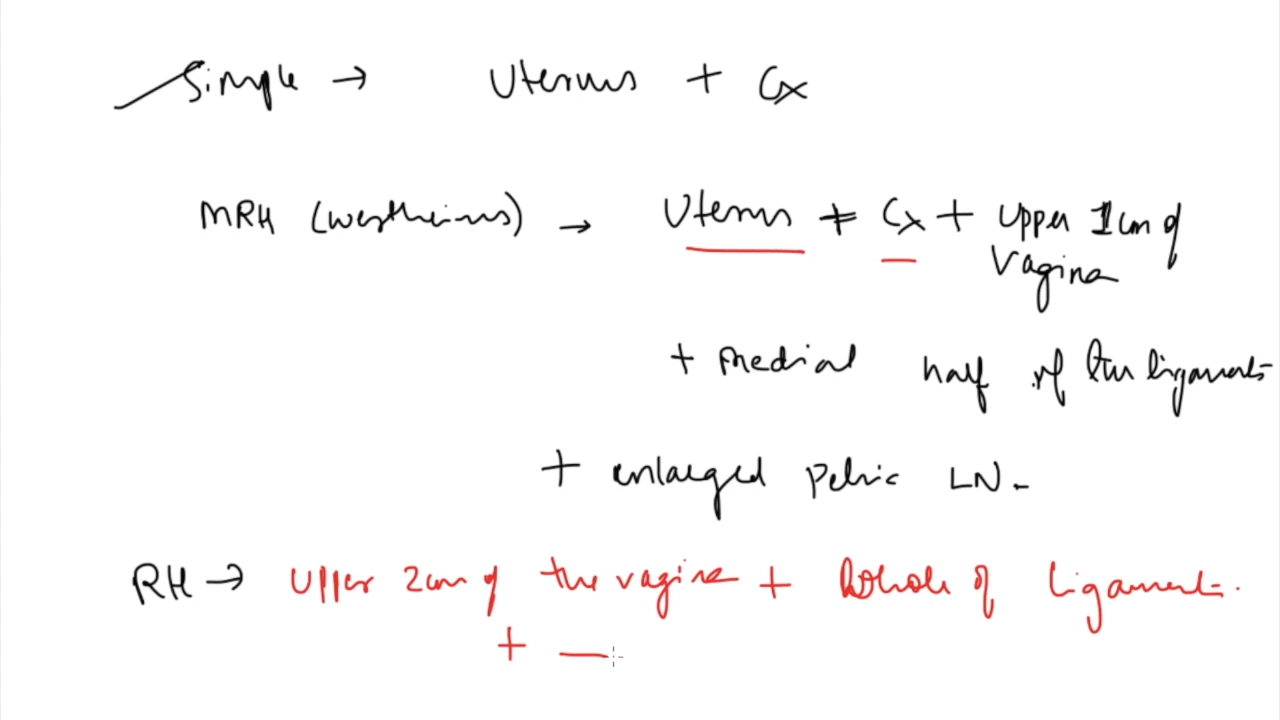 Simple → Uterus + Cx
MRH (westheims) → Uterus + Cx + Upper 1cm of
Vagina
+ medial half of the ligaments
+ enlarged Pelvic LN.
RH → Upper 2cm of the vagina + Whole of Ligaments.
+